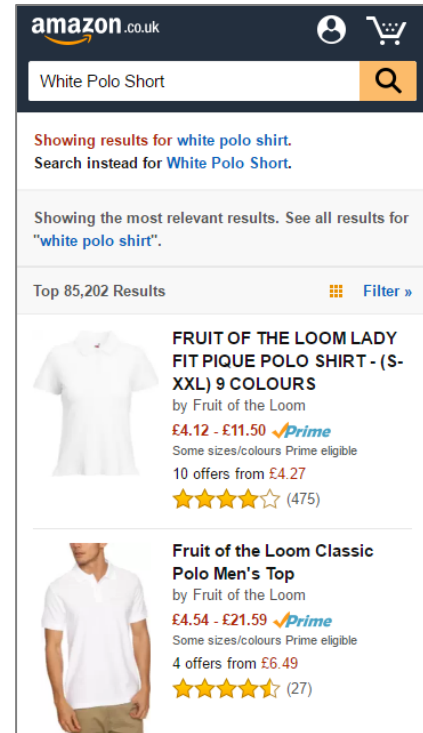 amazon.co.uk
White Polo Short
Showing results for white polo shirt.
Search instead for White Polo Short.
Showing the most relevant results. See all results for
"white polo shirt".
Top 85,202 Results
Filter »
FRUIT OF THE LOOM LADY
FIT PIQUE POLO SHIRT - (S-
XXL) 9 COLOURS
by Fruit of the Loom
£4.12 - £11.50 Prime
Some sizes/colours Prime eligible
10 offers from £4.27
(475)
Fruit of the Loom Classic
Polo Men's Top
by Fruit of the Loom
£4.54 - £21.59 Prime
Some sizes/colours Prime eligible
4 offers from £6.49
(27)